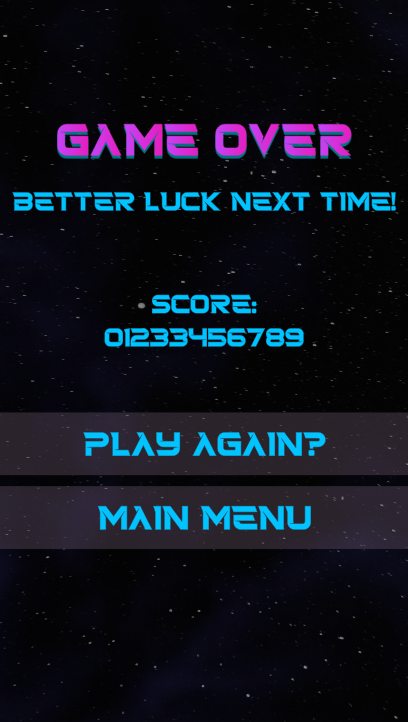 GAME OVER
BETTER LUCK NEXT TIME!
SCORE:
01233456789
PLAY AGAIN?
MAIN MENU